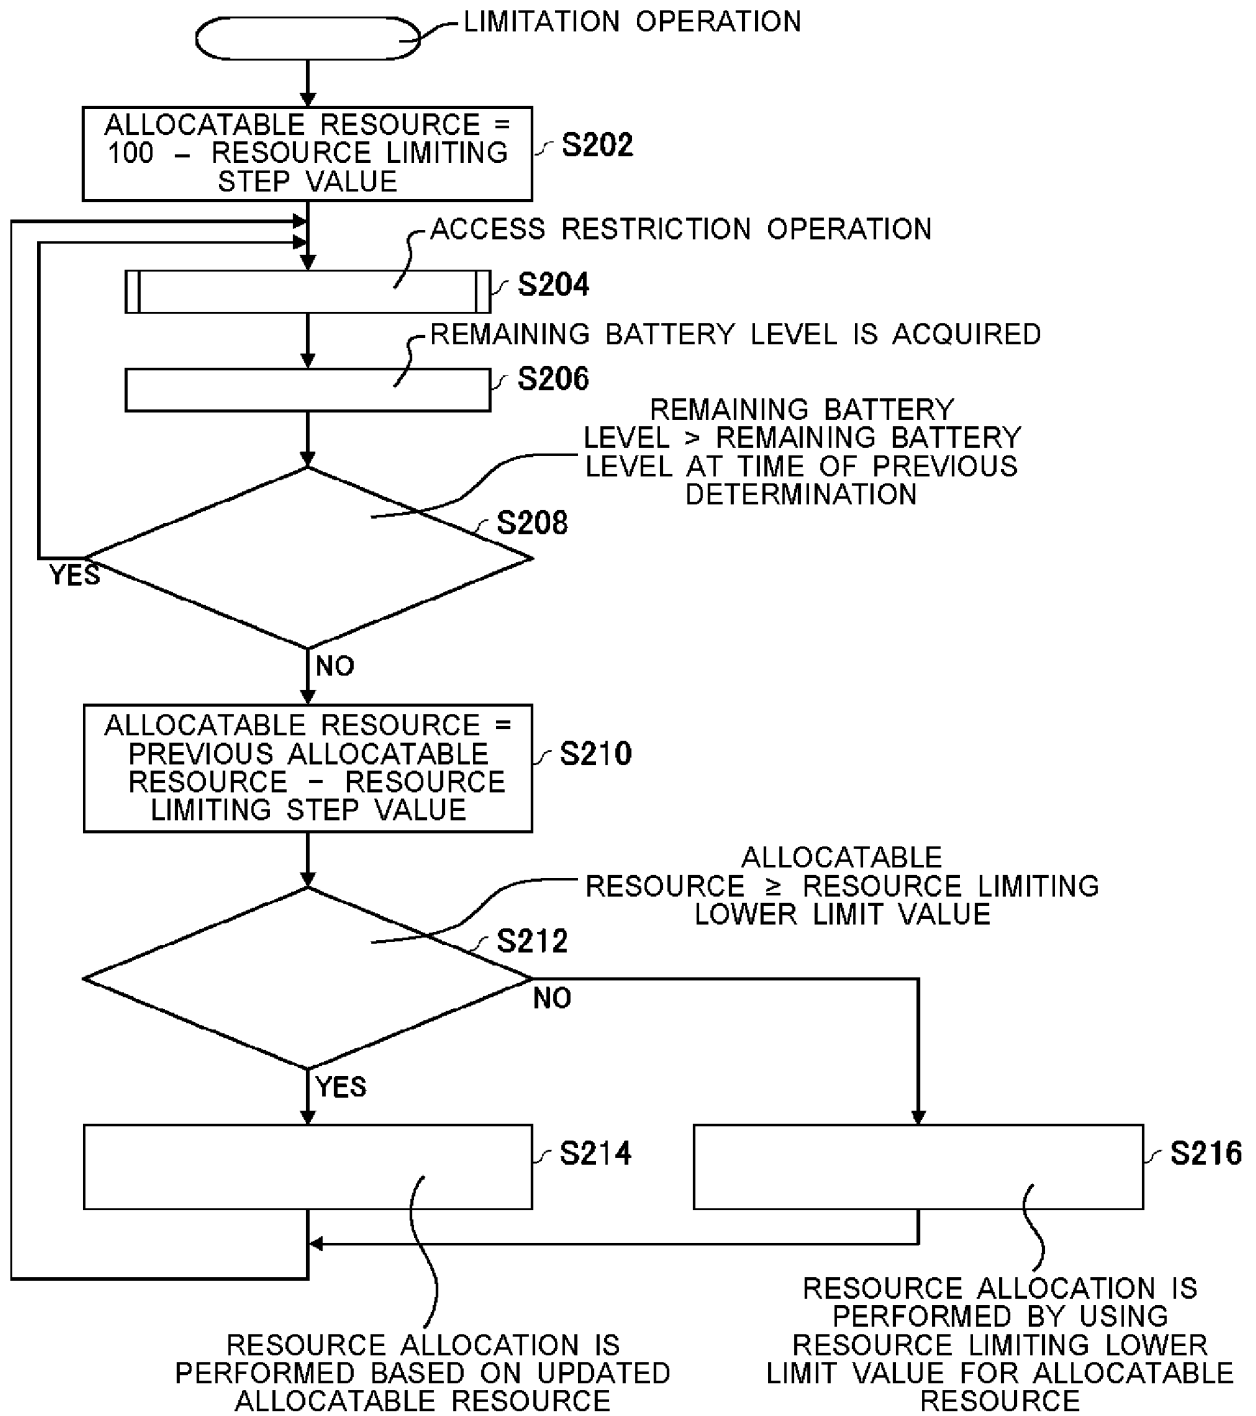 LIMITATION OPERATION
ALLOCATABLE RESOURCE =
100 – RESOURCE LIMITING
STEP VALUE
S202
ACCESS RESTRICTION OPERATION
S204
REMAINING BATTERY LEVEL IS ACQUIRED
S206
REMAINING BATTERY
LEVEL > REMAINING BATTERY
LEVEL AT TIME OF PREVIOUS
DETERMINATION
S208
YES
NO
ALLOCATABLE RESOURCE =
PREVIOUS ALLOCATABLE
RESOURCE – RESOURCE
LIMITING STEP VALUE
S210
ALLOCATABLE
RESOURCE ≥ RESOURCE LIMITING
LOWER LIMIT VALUE
S212
NO
YES
S214
S216
RESOURCE ALLOCATION IS
PERFORMED BASED ON UPDATED
ALLOCATABLE RESOURCE
RESOURCE ALLOCATION IS
PERFORMED BY USING
RESOURCE LIMITING LOWER
LIMIT VALUE FOR ALLOCATABLE
RESOURCE